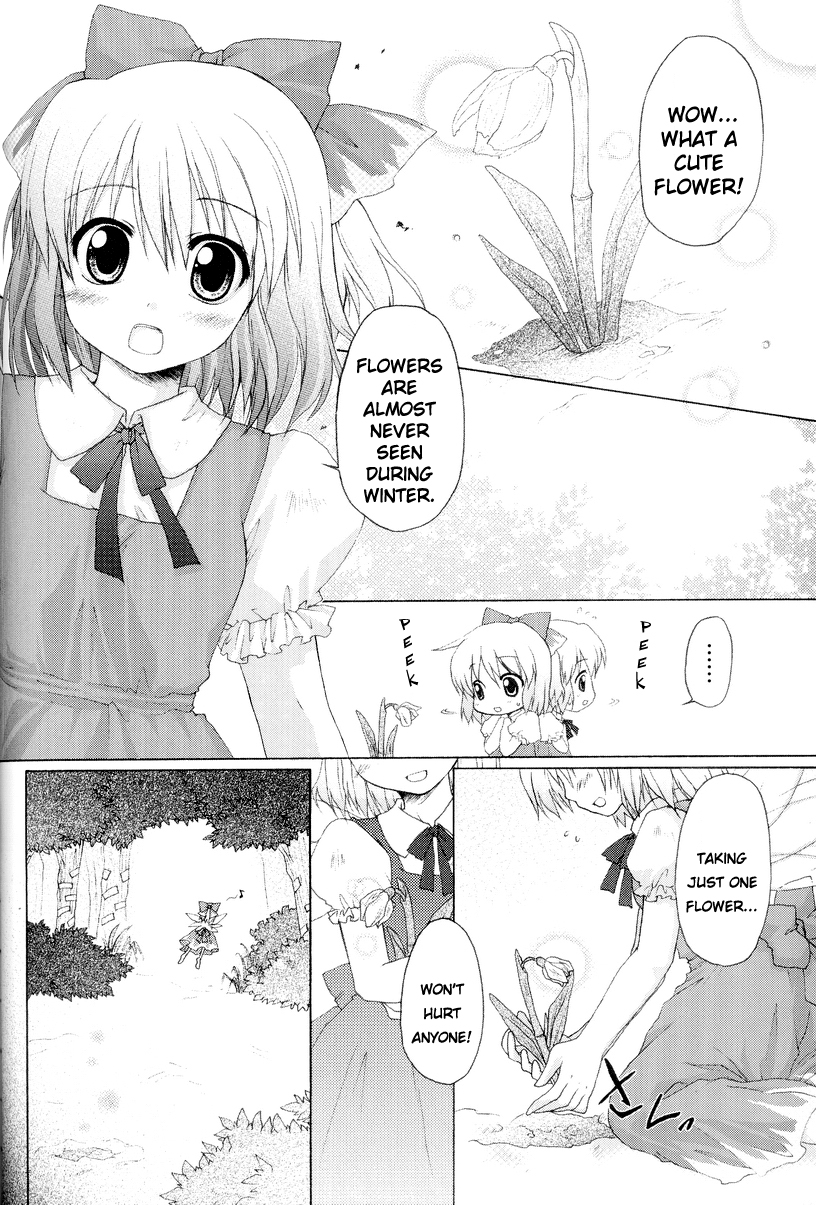 WOW...
WHAT A
CUTE
FLOWER!
FLOWERS
ARE
ALMOST
NEVER
SEEN
DURING
WINTER.
......
PEEK
PEEK
TAKING
JUST ONE
FLOWER...
WON'T
HURT
ANYONE!